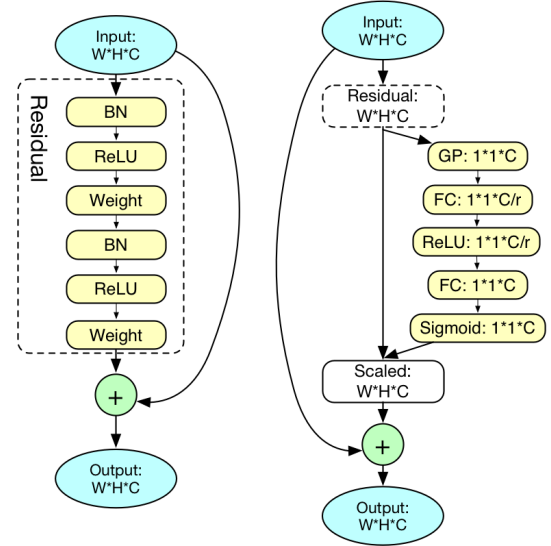 Input:
W*H*C
Residual
BN
ReLU
Weight
BN
ReLU
Weight
+
Output:
W*H*C
Input:
W*H*C
Residual:
W*H*C
GP: 1*1*C
FC: 1*1*C/r
ReLU: 1*1*C/r
FC: 1*1*C
Sigmoid: 1*1*C
Scaled:
W*H*C
+
Output:
W*H*C